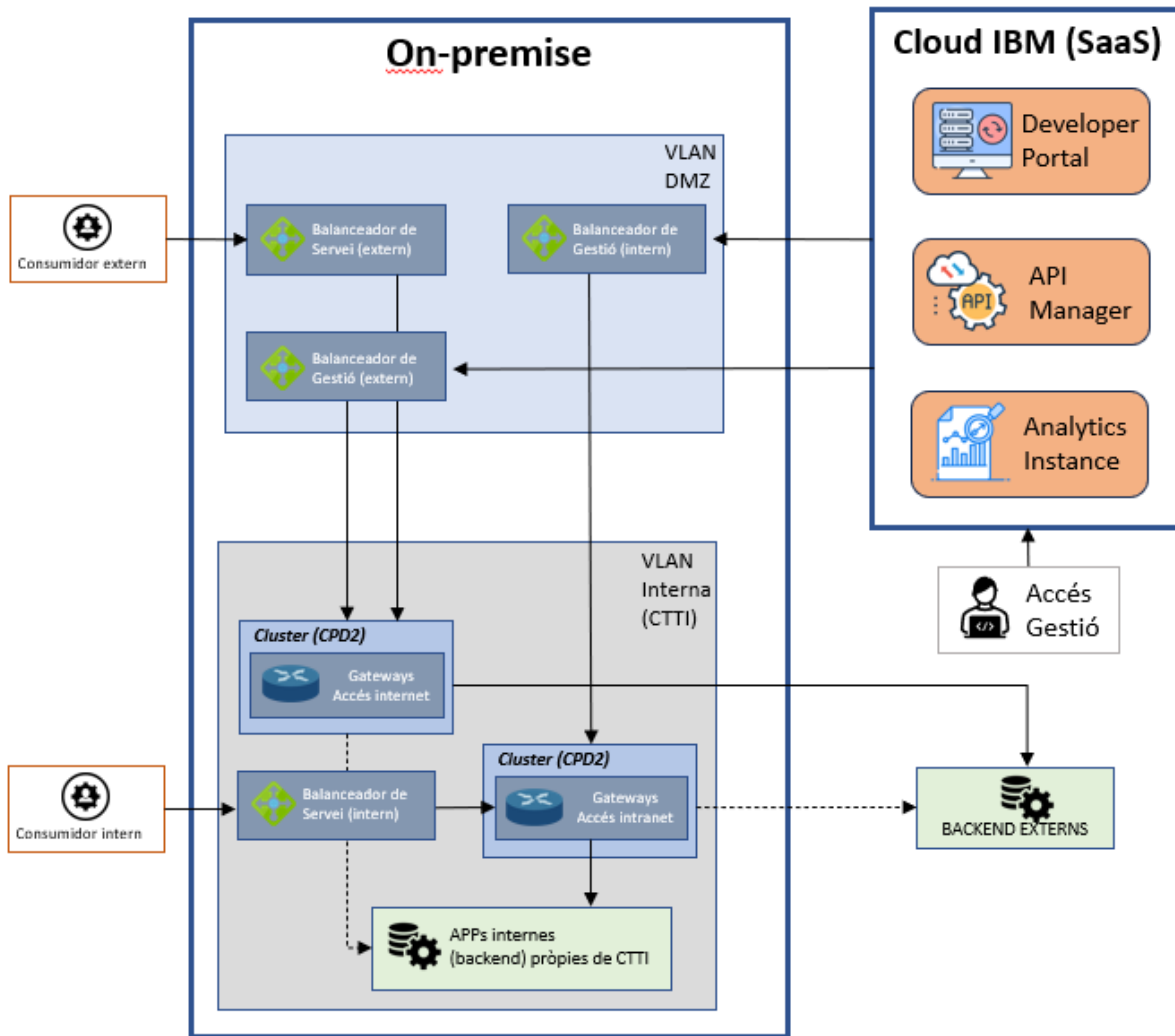 On-premise
Cloud IBM (SaaS)
Developer
Portal
API
API
Manager
Analytics
Instance
VLAN
DMZ
Balanceador de
Servei (extern)
Balanceador de
Gestió (intern)
Consumidor extern
Balanceador de
Gestió (extern)
Accés
Gestió
VLAN
Interna
(CTTI)
Cluster (CPD2)
Gateways
Accés internet
Cluster (CPD2)
Gateways
Accés intranet
Consumidor intern
Balanceador de
Servei (intern)
BACKEND EXTERNS
APPs internes
(backend) pròpies de CTTI